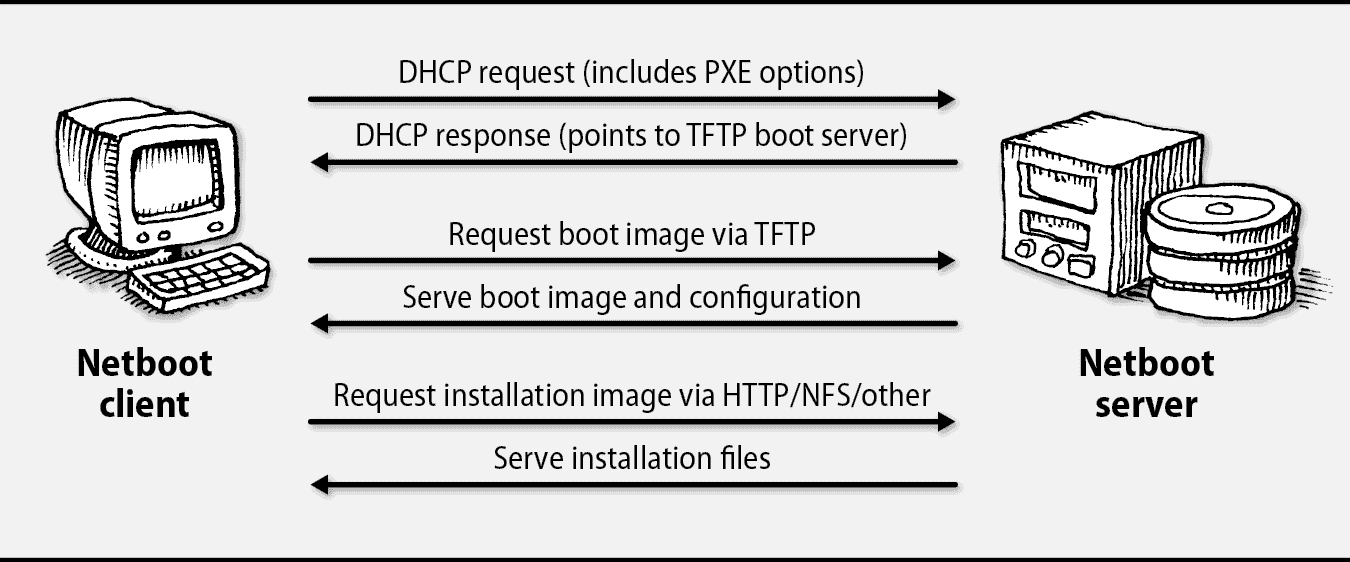 DHCP request (includes PXE options)
DHCP response (points to TFTP boot server)
Request boot image via TFTP
Serve boot image and configuration
Netboot
client
Netboot
server
Request installation image via HTTP/NFS/other
Serve installation files